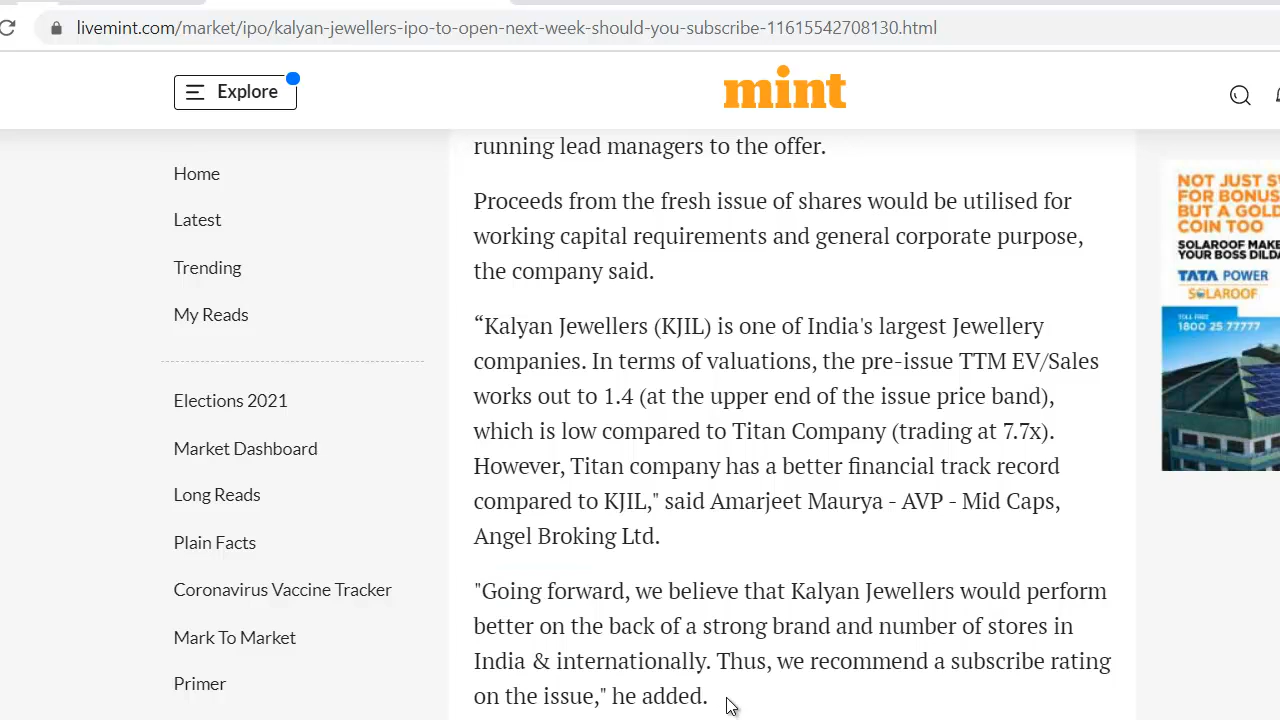 livemint.com/market/ipo/kalyan-jewellers-ipo-to-open-next-week-should-you-subscribe-11615542708130.html
Explore
mint
Home
Latest
Trending
My Reads
Elections 2021
Market Dashboard
Long Reads
Plain Facts
Coronavirus Vaccine Tracker
Mark To Market
Primer
running lead managers to the offer.
Proceeds from the fresh issue of shares would be utilised for
working capital requirements and general corporate purpose,
the company said.
“Kalyan Jewellers (KJIL) is one of India's largest Jewellery
companies. In terms of valuations, the pre-issue TTM EV/Sales
works out to 1.4 (at the upper end of the issue price band),
which is low compared to Titan Company (trading at 7.7x).
However, Titan company has a better financial track record
compared to KJIL," said Amarjeet Maurya - AVP - Mid Caps,
Angel Broking Ltd.
"Going forward, we believe that Kalyan Jewellers would perform
better on the back of a strong brand and number of stores in
India & internationally. Thus, we recommend a subscribe rating
on the issue," he added.
NOT JUST
FOR BONUS
BUT A GOLD
COIN TOO
SOLAROOF MAKE
YOUR BOSS
TATA POWER
SOLAROOF
TOLL FREE
1800 25 77777